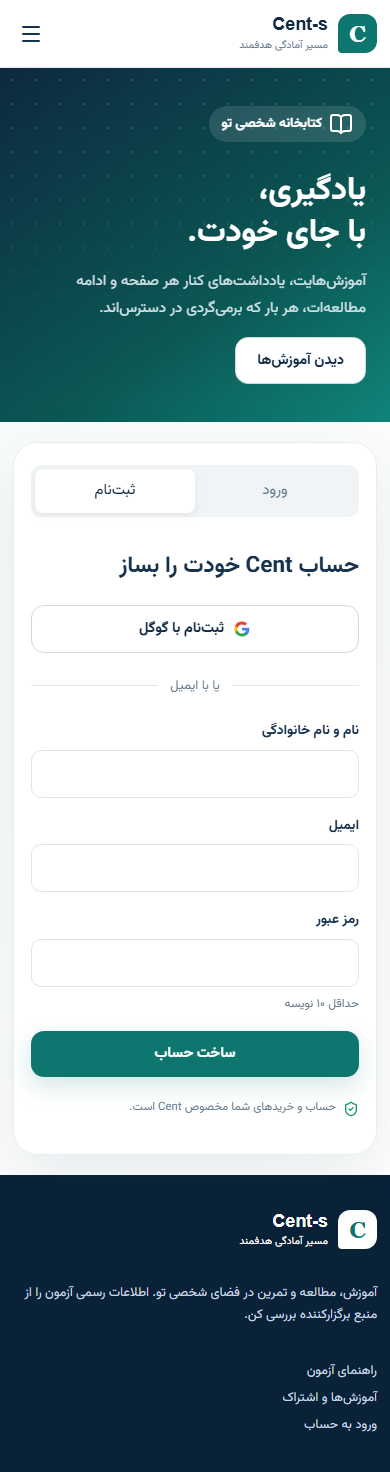 Cent-s
مسیر آمادگی هدفمند
C
کتابخانه شخصی تو
یادگیری،
با جای خودت.
آموزش‌هایت، یادداشت‌های کنار هر صفحه و ادامه
مطالعه‌ات، هر بار که برمی‌گردی در دسترس‌اند.
دیدن آموزش‌ها
ورود
ثبت‌نام
حساب Cent خودت را بساز
ثبت‌نام با گوگل
یا با ایمیل
نام و نام خانوادگی
ایمیل
رمز عبور
حداقل ۱۰ نویسه
ساخت حساب
حساب و خریدهای شما مخصوص Cent است.
Cent-s
مسیر آمادگی هدفمند
C
آموزش، مطالعه و تمرین در فضای شخصی تو. اطلاعات رسمی آزمون را از
منبع برگزارکننده بررسی کن.
راهنمای آزمون
آموزش‌ها و اشتراک
ورود به حساب